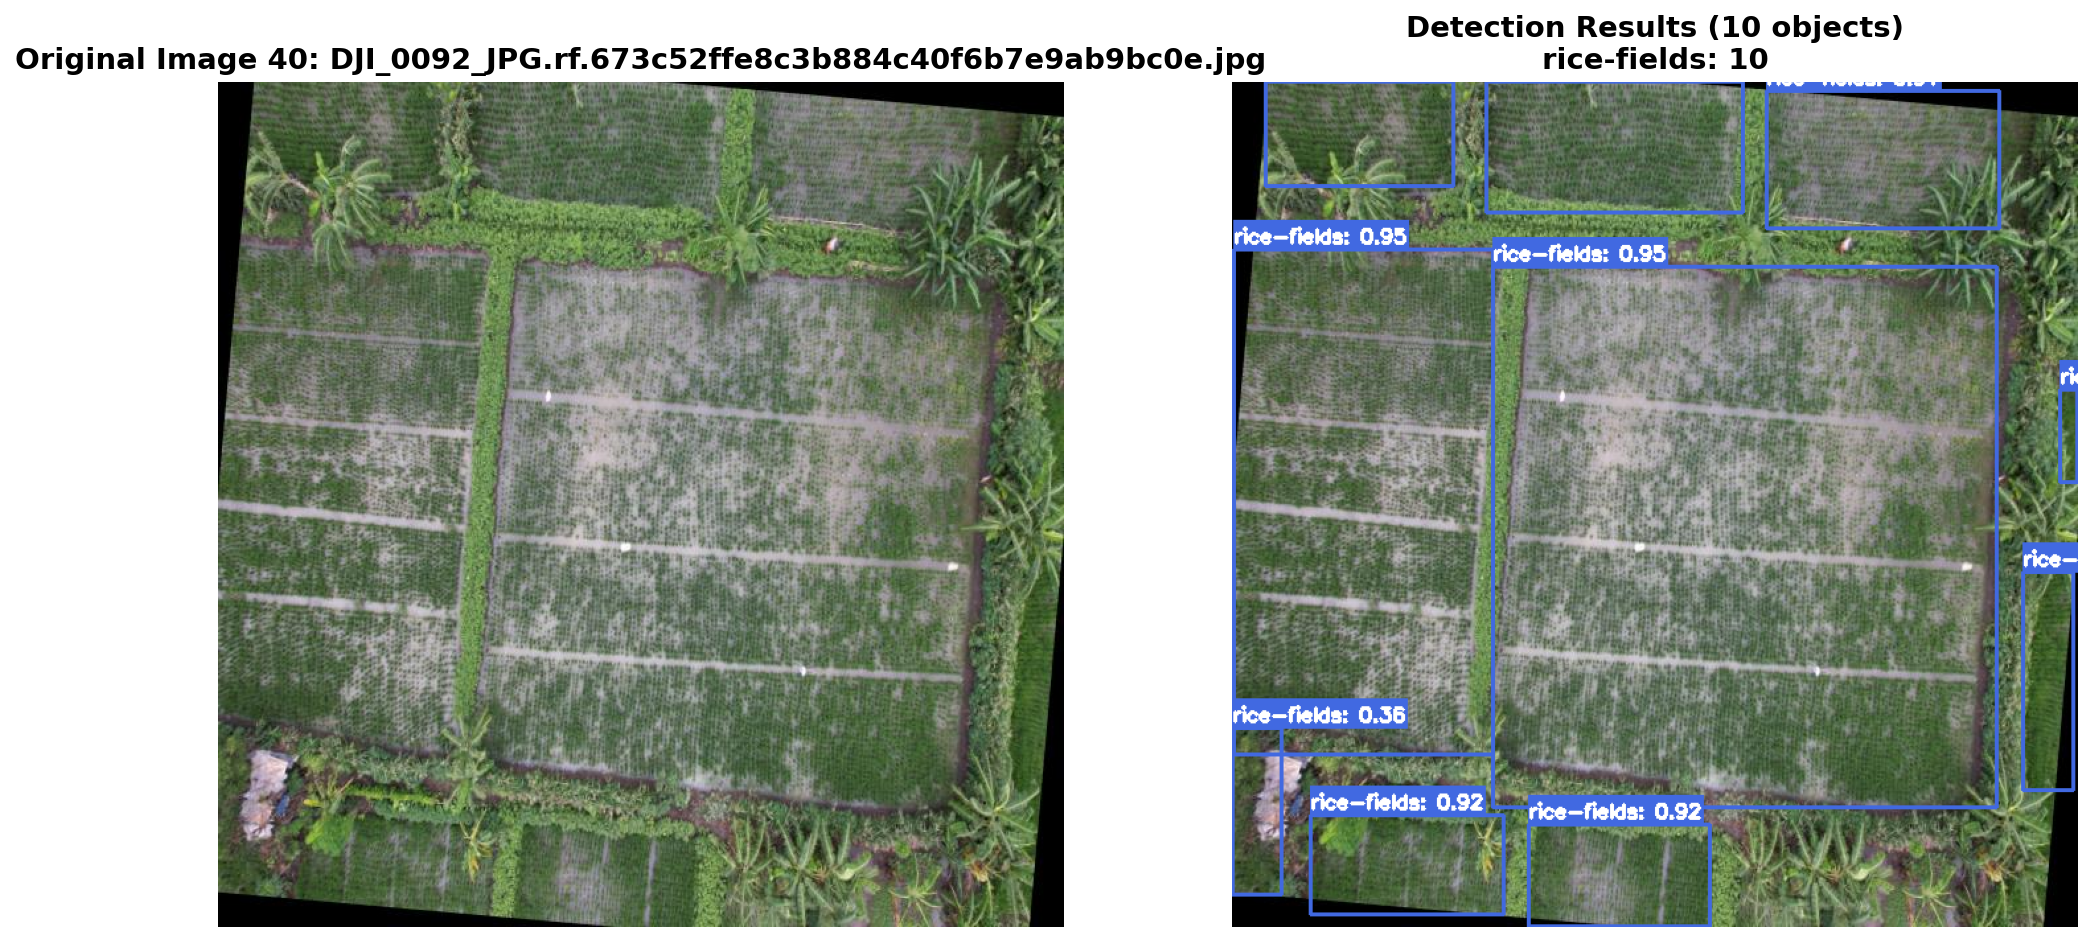 Detection Results (10 objects)
Original Image 40: DJI_0092_JPG.rf.673c52ffe8c3b884c40f6b7e9ab9bc0e.jpg
rice-fields: 10
rice-fields: 0.95
rice-fields: 0.95
rice-fields: 0.36
rice-fields: 0.92
rice-fields: 0.92